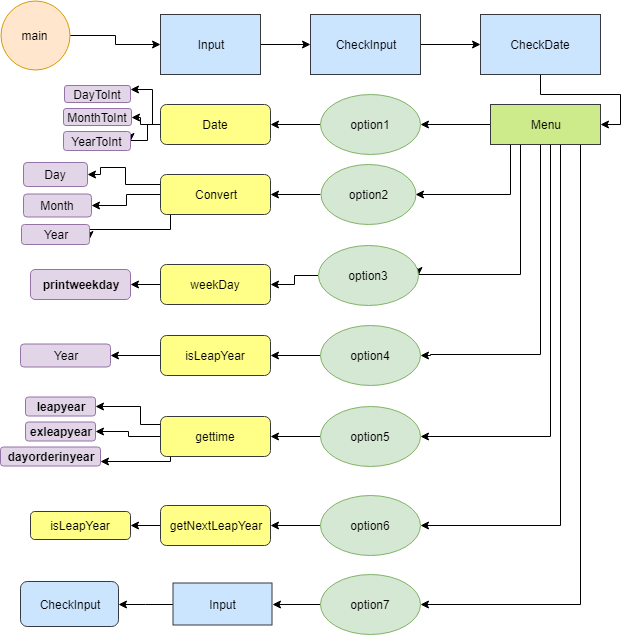 main
Input
CheckInput
CheckDate
DayToInt
MonthToInt
YearToInt
Date
option1
Menu
Day
Month
Year
Convert
option2
printweekday
weekDay
option3
Year
isLeapYear
option4
leapyear
exleapyear
dayorderinyear
gettime
option5
isLeapYear
getNextLeapYear
option6
CheckInput
Input
option7